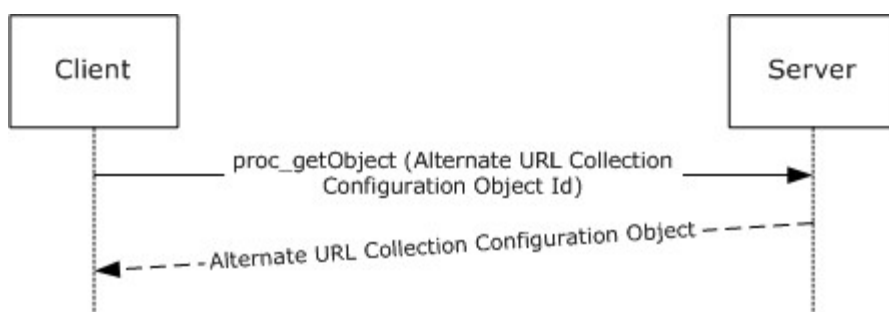 Client
Server
proc_getObject (Alternate URL Collection
Configuration Object Id)
Alternate URL Collection Configuration Object